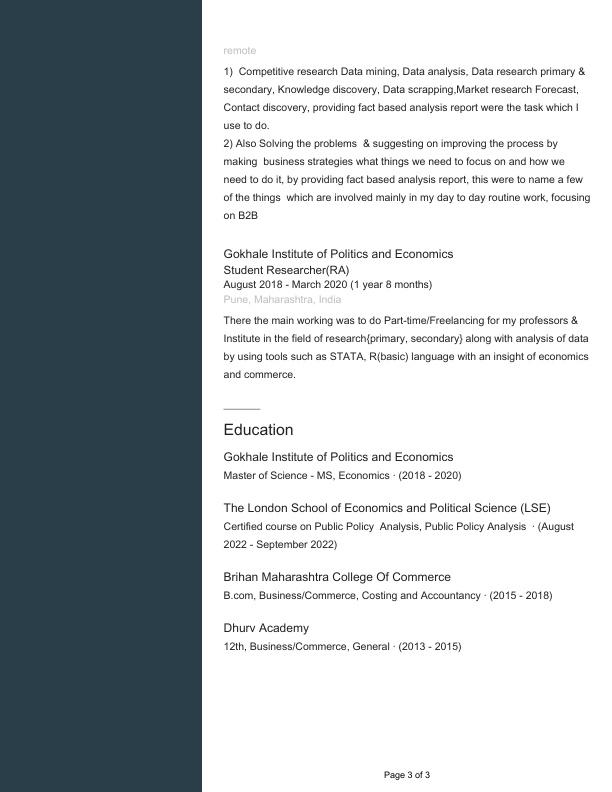 remote
1)  Competitive research Data mining, Data analysis, Data research primary &
secondary, Knowledge discovery, Data scrapping,Market research Forecast,
Contact discovery, providing fact based analysis report were the task which I
use to do.
2) Also Solving the problems  & suggesting on improving the process by
making  business strategies what things we need to focus on and how we
need to do it, by providing fact based analysis report, this were to name a few
of the things  which are involved mainly in my day to day routine work, focusing
on B2B
Gokhale Institute of Politics and Economics
Student Researcher(RA)
August 2018 - March 2020 (1 year 8 months)
Pune, Maharashtra, India
There the main working was to do Part-time/Freelancing for my professors &
Institute in the field of research{primary, secondary} along with analysis of data
by using tools such as STATA, R(basic) language with an insight of economics
and commerce.
Education
Gokhale Institute of Politics and Economics
Master of Science - MS, Economics · (2018 - 2020)
The London School of Economics and Political Science (LSE)
Certified course on Public Policy  Analysis, Public Policy Analysis  · (August
2022 - September 2022)
Brihan Maharashtra College Of Commerce
B.com, Business/Commerce, Costing and Accountancy · (2015 - 2018)
Dhurv Academy
12th, Business/Commerce, General · (2013 - 2015)
Page 3 of 3